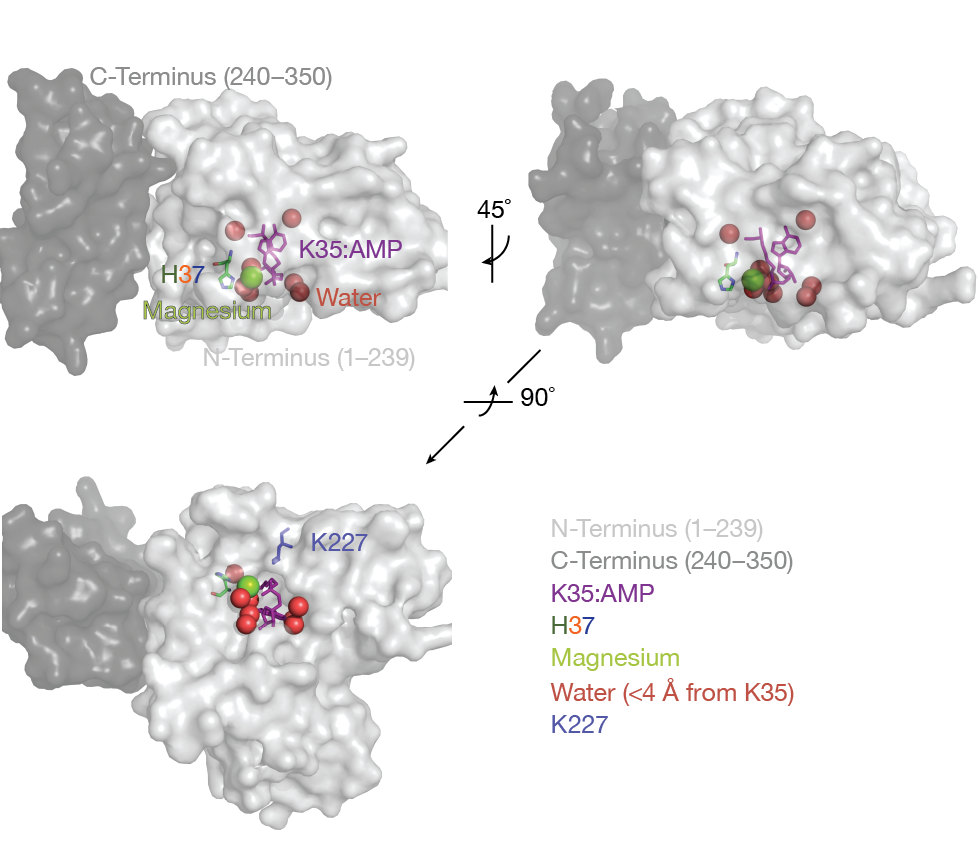 C-Terminus (240–350)
45°
K35:AMP
H37
Water
Magnesium
N-Terminus (1–239)
90°
K227
N-Terminus (1–239)
C-Terminus (240–350)
K35:AMP
H37
Magnesium
Water (<4 Å from K35)
K227